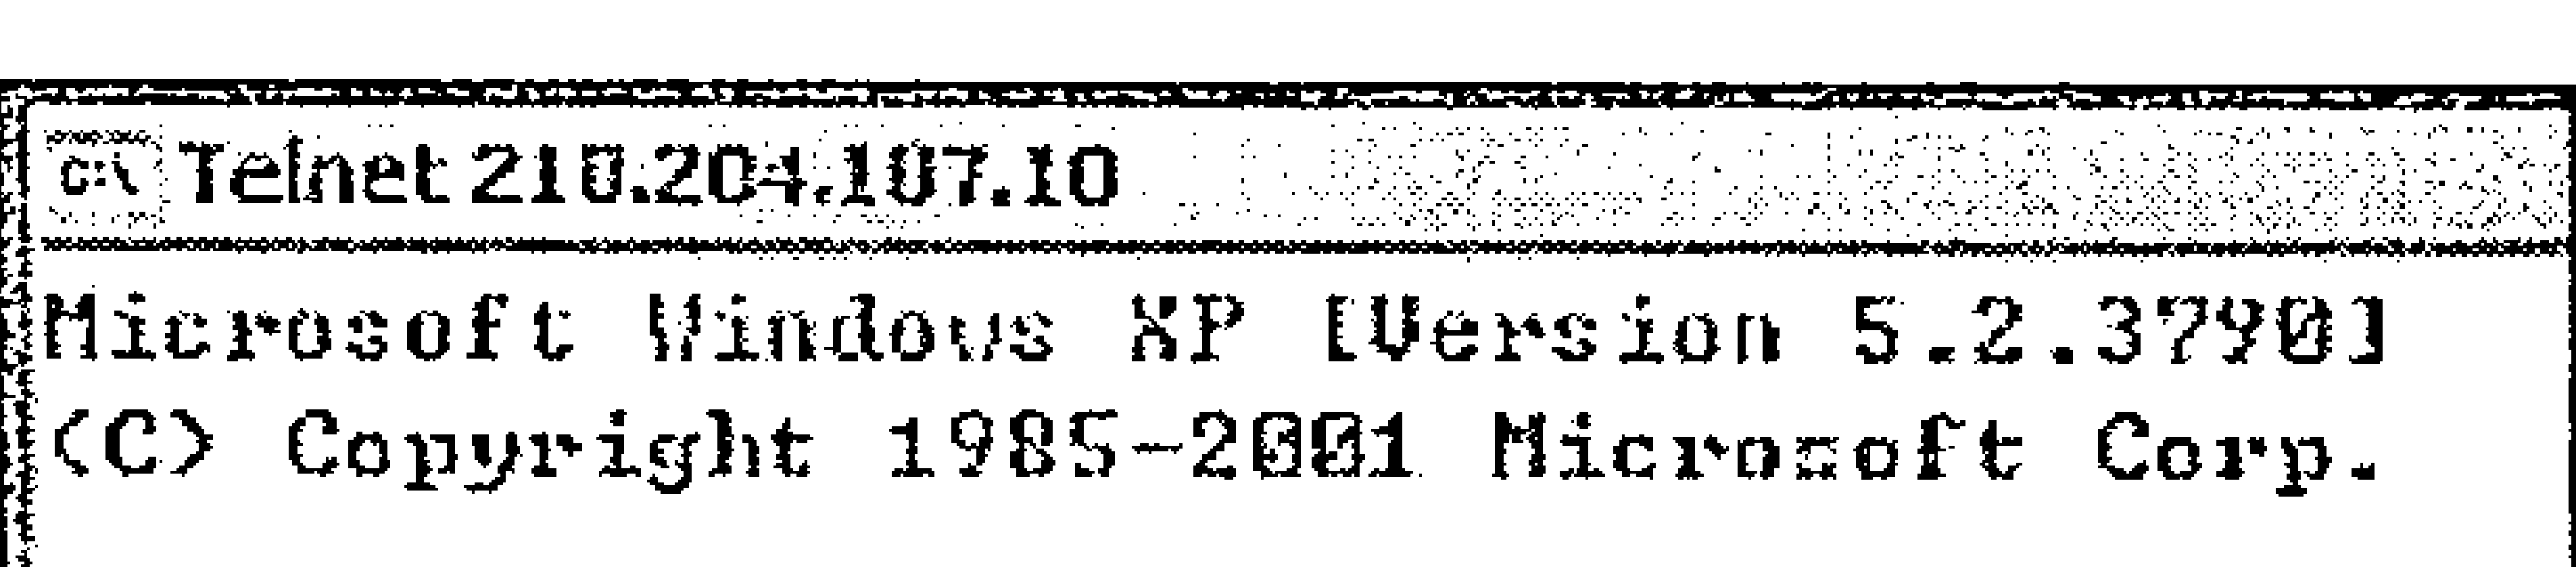 C:\ Telnet 210.204.107.10
Microsoft Windows XP [Version 5.2.3790]
(C) Copyright 1985-2001 Microsoft Corp.